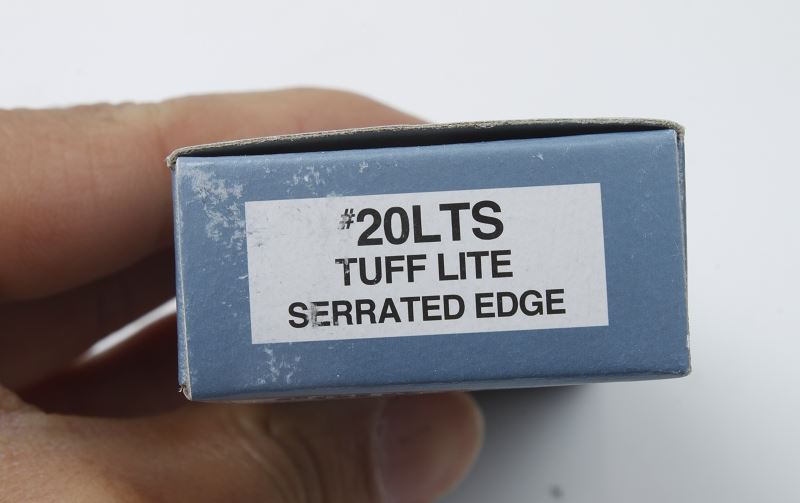 #20LTS
TUFF LITE
SERRATED EDGE